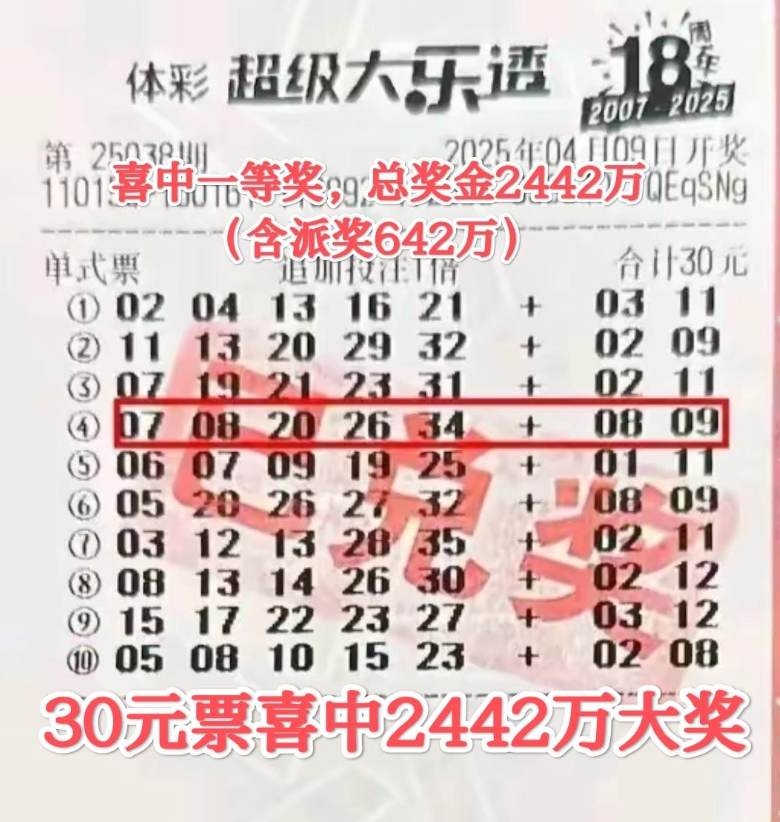 体彩 超级大乐透 18周年
2007-2025
第 25038期 2025年04月09日开奖
喜中一等奖，总奖金2442万
QEqSNg
（含派奖642万）
单式票 追加投注1倍 合计30元
① 02 04 13 16 21 + 03 11
② 11 13 20 29 32 + 02 09
③ 07 19 21 23 31 + 02 11
④ 07 08 20 26 34 + 08 09
⑤ 06 07 09 19 25 + 01 11
⑥ 05 20 26 27 32 + 08 09
⑦ 03 12 13 28 35 + 02 11
⑧ 08 13 14 26 30 + 02 12
⑨ 15 17 22 23 27 + 03 12
⑩ 05 08 10 15 23 + 02 08
已兑奖
30元票喜中2442万大奖